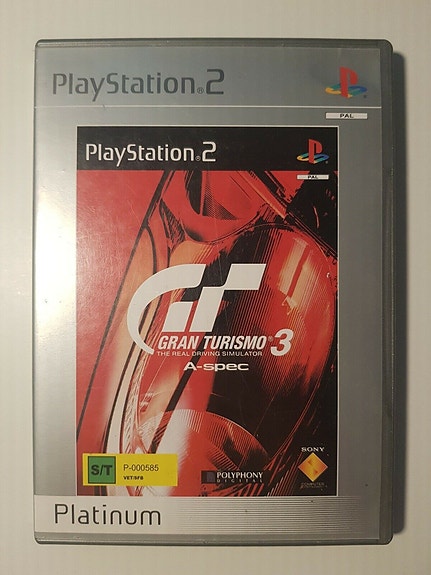 PlayStation®2
PAL
PlayStation®2
PAL
GT
GRAN TURISMO®3
THE REAL DRIVING SIMULATOR
A-spec
S/T
P-000585
VET/SFB
POLYPHONY
DIGITAL
SONY
COMPUTER
Platinum